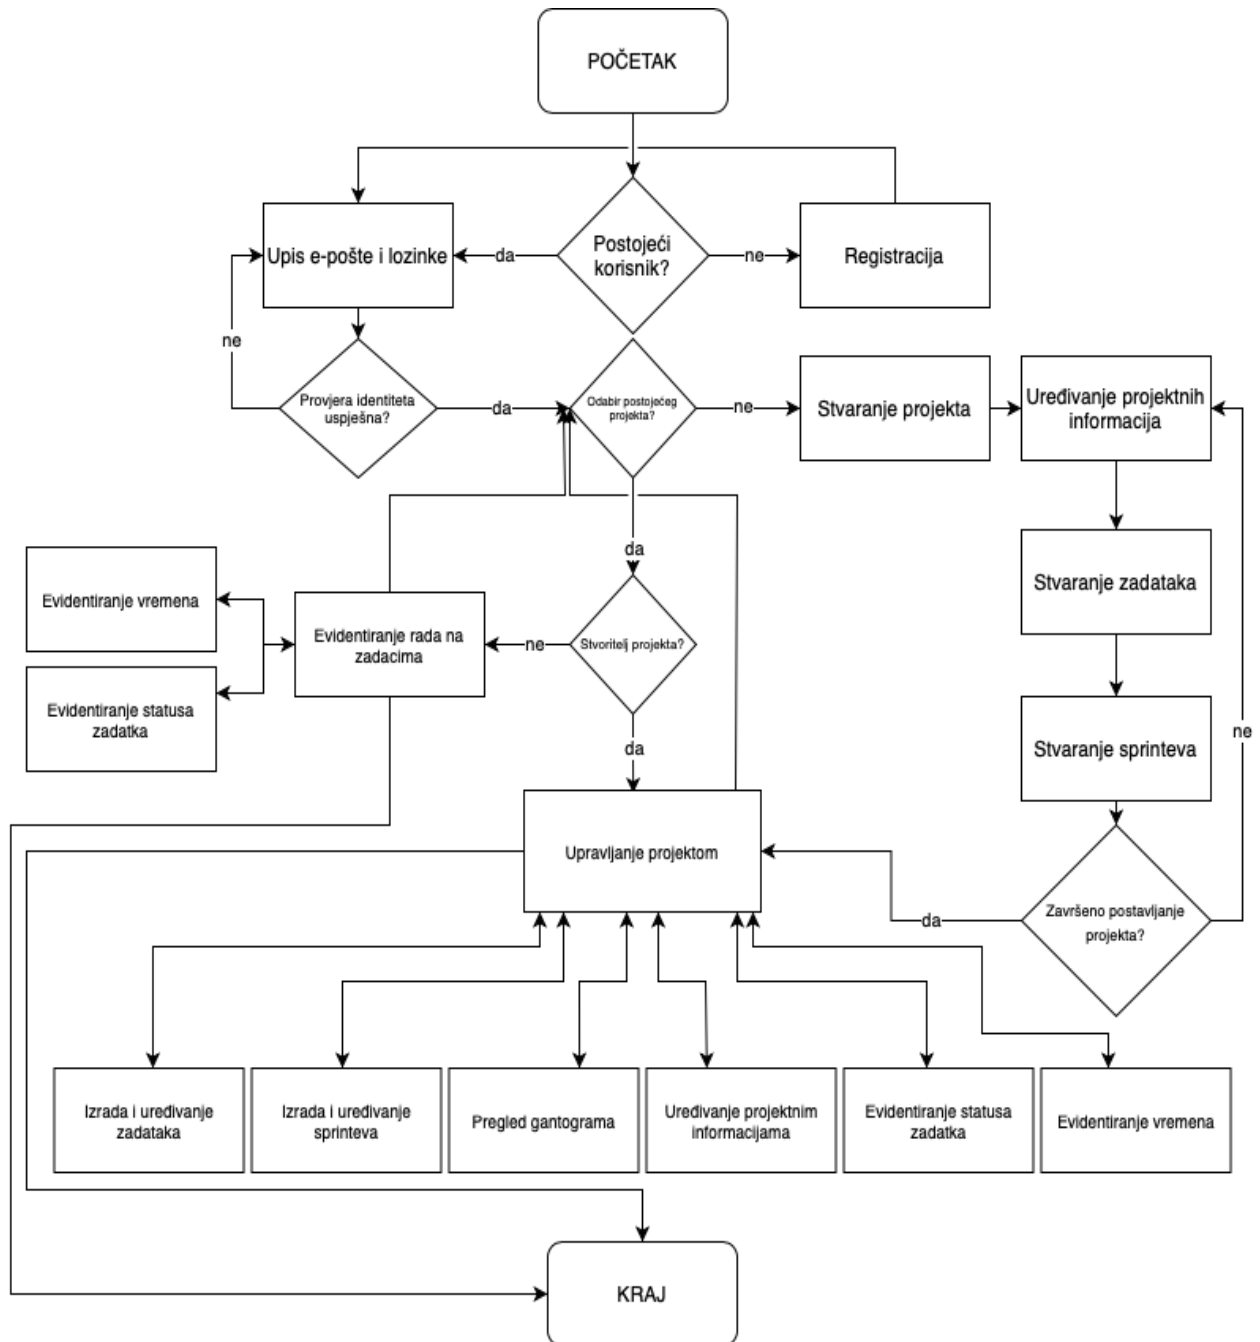 POČETAK
Postojeći
korisnik?
da
ne
Upis e-pošte i lozinke
Registracija
ne
Provjera identiteta
uspješna?
da
Odabir postojećeg
projekta?
ne
Stvaranje projekta
Uređivanje projektnih
informacija
da
Stvaranje zadataka
Evidentiranje vremena
Evidentiranje rada na
zadacima
ne
Stvoritelj projekta?
Evidentiranje statusa
zadatka
da
Stvaranje sprinteva
ne
Upravljanje projektom
da
Završeno postavljanje
projekta?
Izrada i uređivanje
zadataka
Izrada i uređivanje
sprinteva
Pregled gantograma
Uređivanje projektnim
informacijama
Evidentiranje statusa
zadatka
Evidentiranje vremena
KRAJ